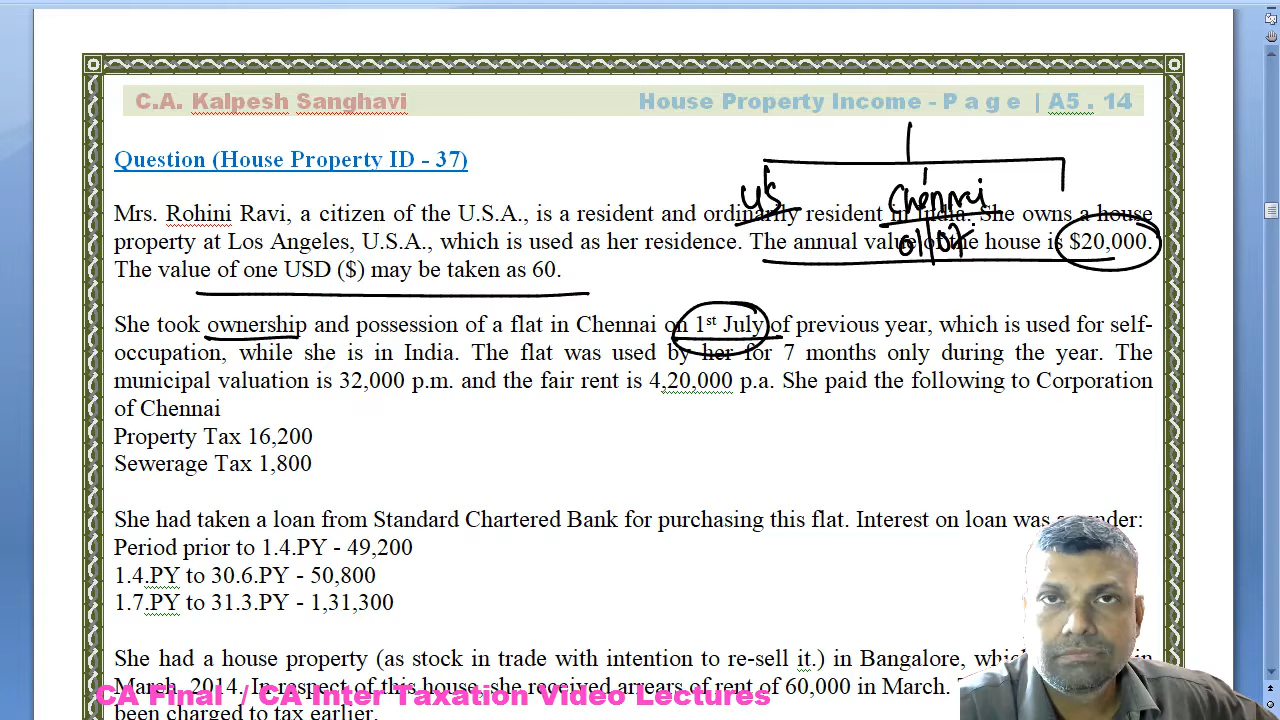 C.A. Kalpesh Sanghavi House Property Income - P a g e | A5 . 14
Question (House Property ID - 37)
US Chennai
Mrs. Rohini Ravi, a citizen of the U.S.A., is a resident and ordinarily resident in India. She owns a house
01/07
property at Los Angeles, U.S.A., which is used as her residence. The annual value of the house is $20,000.
The value of one USD ($) may be taken as 60.
She took ownership and possession of a flat in Chennai on 1st July of previous year, which is used for self-
occupation, while she is in India. The flat was used by her for 7 months only during the year. The
municipal valuation is 32,000 p.m. and the fair rent is 4,20,000 p.a. She paid the following to Corporation
of Chennai
Property Tax 16,200
Sewerage Tax 1,800
She had taken a loan from Standard Chartered Bank for purchasing this flat. Interest on loan was as under:
Period prior to 1.4.PY - 49,200
1.4.PY to 30.6.PY - 50,800
1.7.PY to 31.3.PY - 1,31,300
She had a house property (as stock in trade with intention to re-sell it.) in Bangalore, in
March, 2014. In respect of this house, she received arrears of rent of 60,000 in March.
CA Final / CA Inter Taxation Video Lectures
been charged to tax earlier.